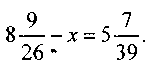 8 9/26 − x = 5 7/39.